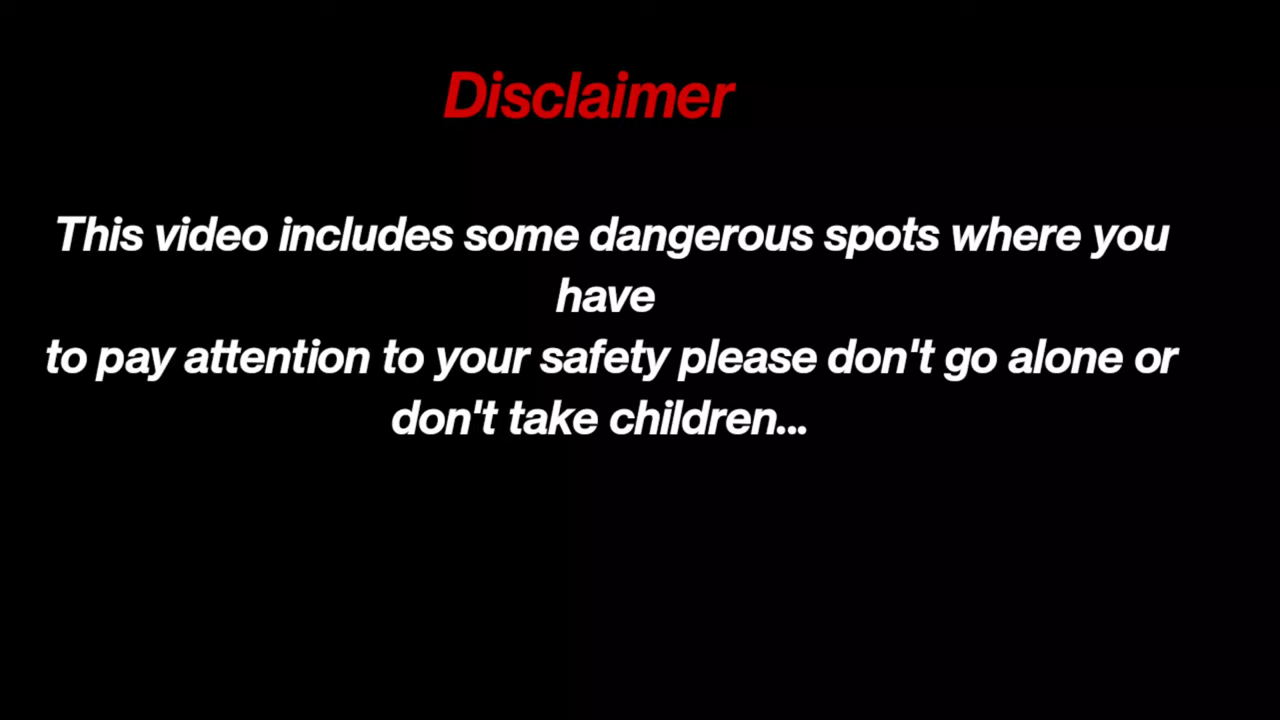 Disclaimer
This video includes some dangerous spots where you
have
to pay attention to your safety please don't go alone or
don't take children...